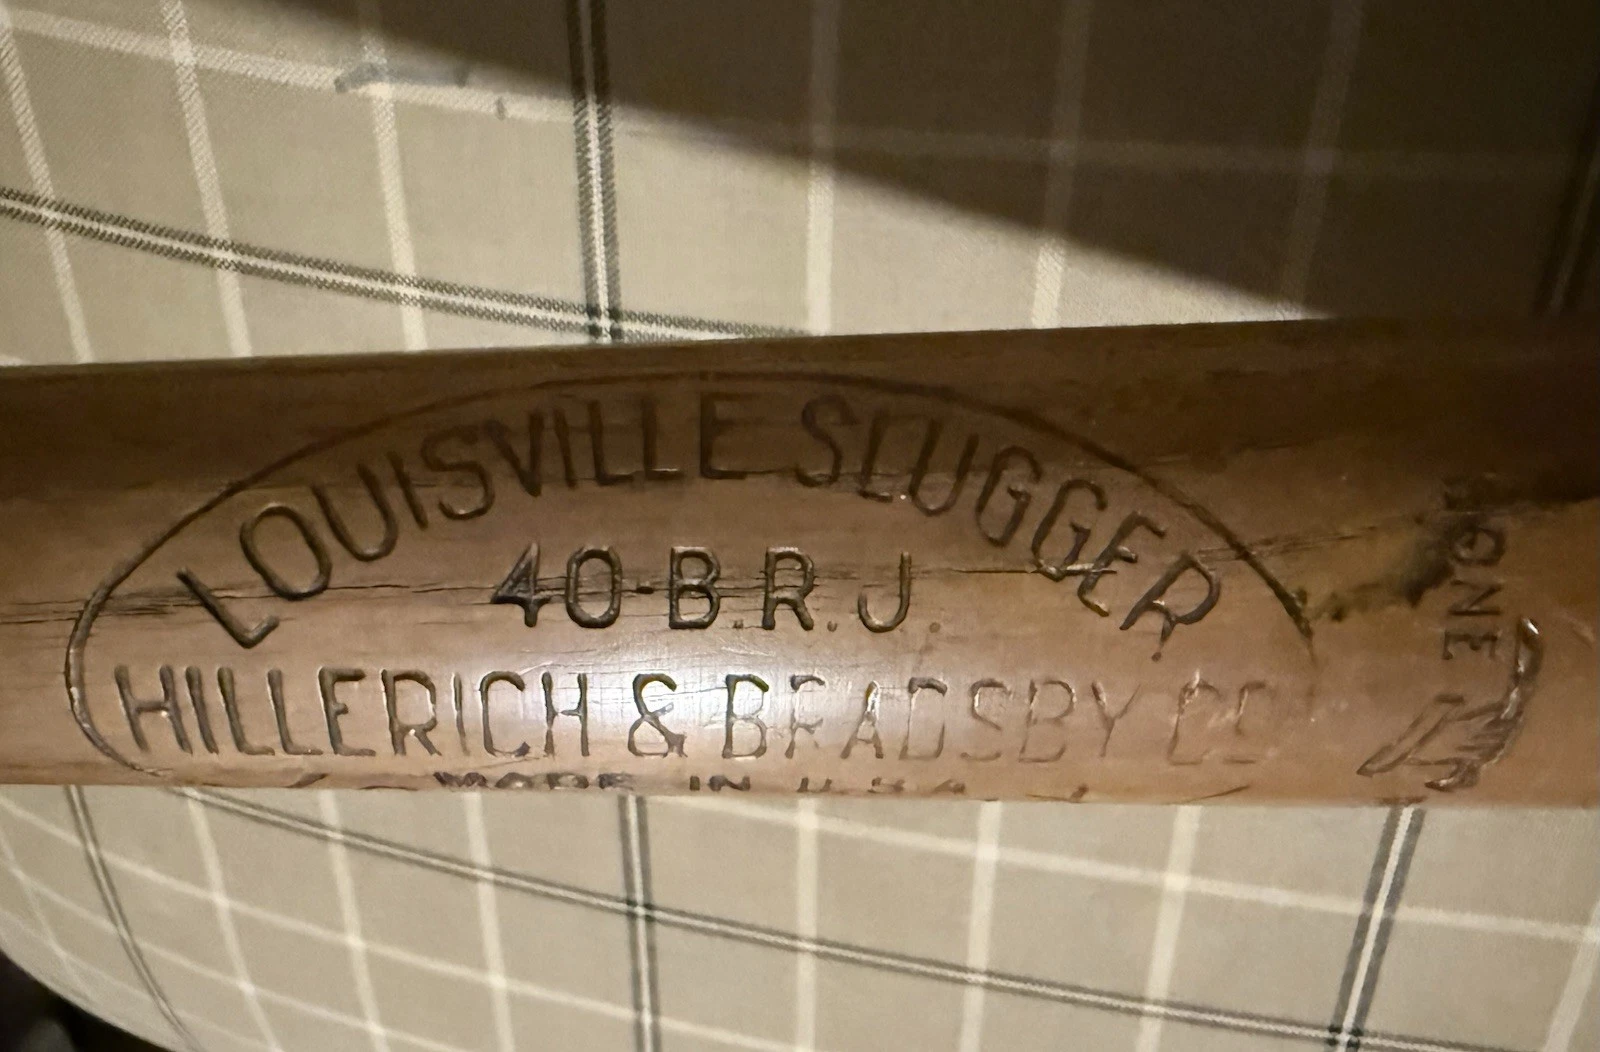 LOUISVILLE SLUGGER
40-B.R.J.
HILLERICH & BRADSBY CO
MADE IN U.S.A.